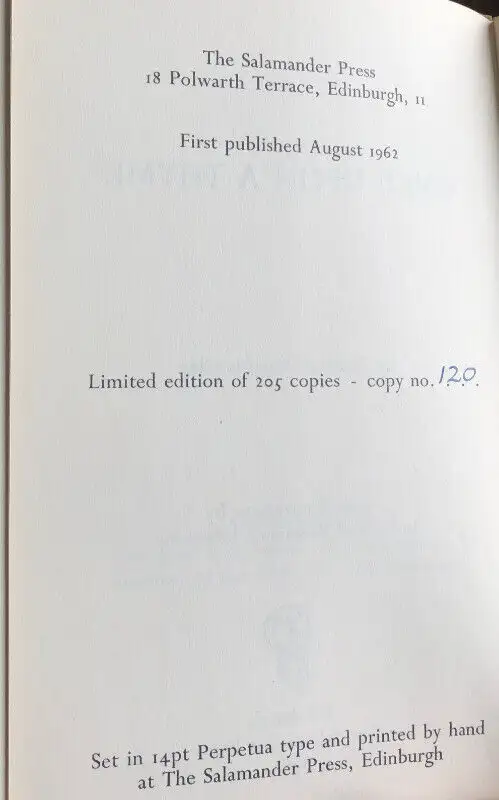 The Salamander Press
18 Polwarth Terrace, Edinburgh, 11
First published August 1962
Limited edition of 205 copies - copy no. 120.
Set in 14pt Perpetua type and printed by hand
at The Salamander Press, Edinburgh